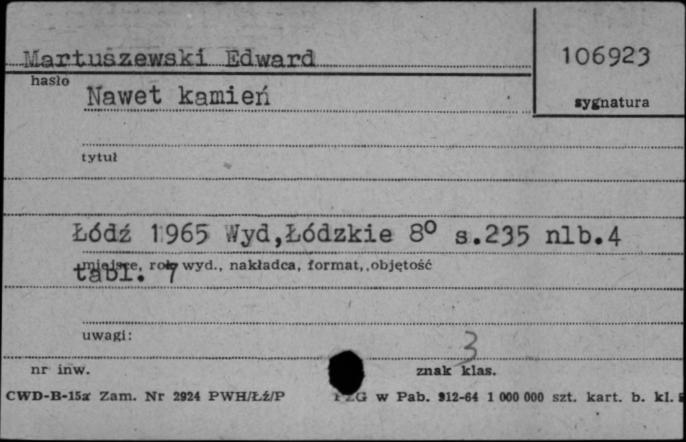 Martuszewski Edward
106923
hasło
Nawet kamień
sygnatura
tytuł
Łódź 1965 Wyd,Łódzkie 8° s.235 nlb.4
miejsce, rok wyd., nakładca, format, objętość
tabl. 7
uwagi:
3
nr inw.
znak klas.
CWD-B-15a Zam. Nr 2924 PWH/Łź/P
PZG w Pab. 912-64 1 000 000 szt. kart. b. kl.